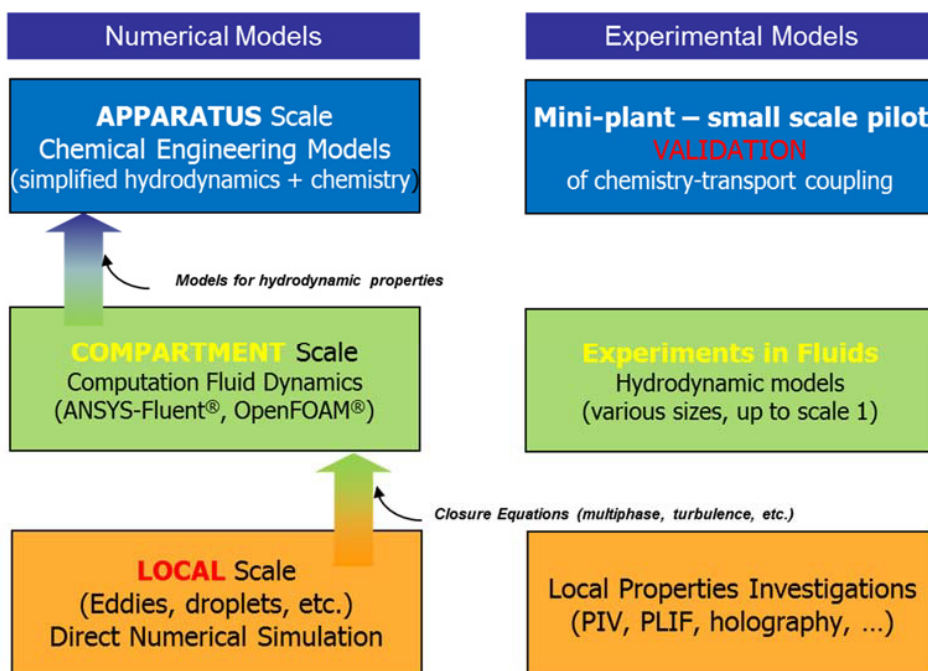 Numerical Models
Experimental Models
APPARATUS Scale
Chemical Engineering Models
(simplified hydrodynamics + chemistry)
Mini-plant – small scale pilot
VALIDATION
of chemistry-transport coupling
Models for hydrodynamic properties
COMPARTMENT Scale
Computation Fluid Dynamics
(ANSYS-Fluent®, OpenFOAM®)
Experiments in Fluids
Hydrodynamic models
(various sizes, up to scale 1)
Closure Equations (multiphase, turbulence, etc.)
LOCAL Scale
(Eddies, droplets, etc.)
Direct Numerical Simulation
Local Properties Investigations
(PIV, PLIF, holography, ...)